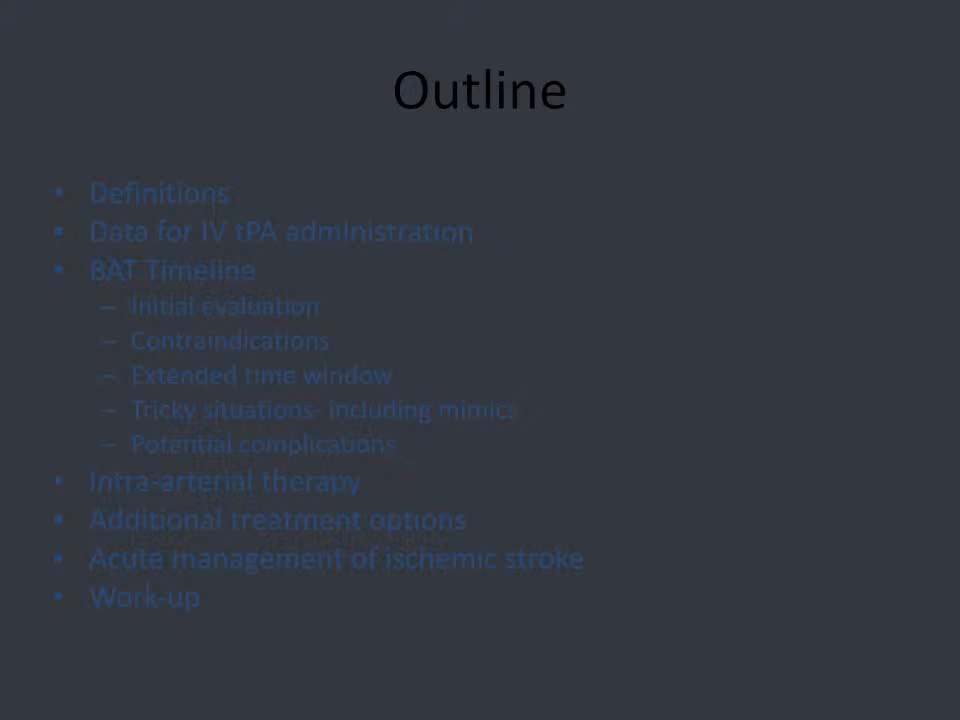 Outline
• Definitions
• Data for IV tPA administration
• BAT Timeline
– Initial evaluation
– Contraindications
– Extended time window
– Tricky situations- including mimics
– Potential complications
• Intra-arterial therapy
• Additional treatment options
• Acute management of ischemic stroke
• Work-up